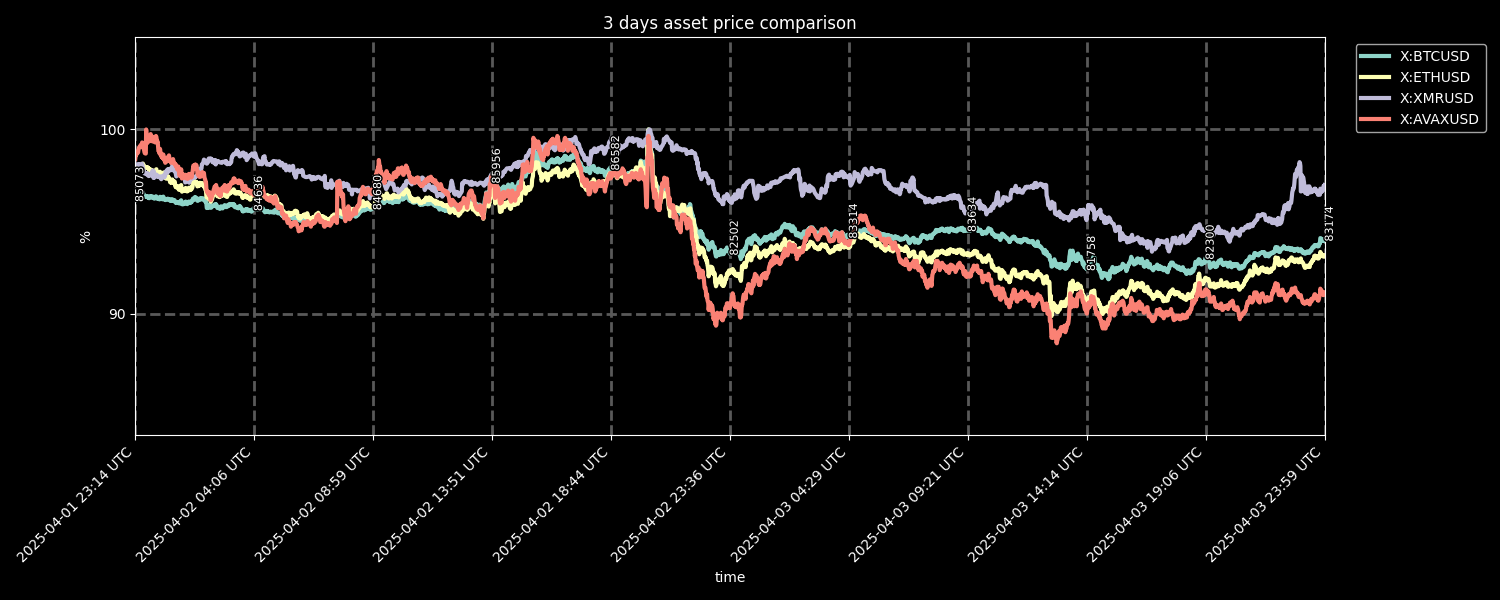 3 days asset price comparison
X:BTCUSD
X:ETHUSD
X:XMRUSD
X:AVAXUSD
100
90
%
85073
84636
84680
85956
86582
82502
83314
83634
81758
82300
83174
2025-04-01 23:14 UTC
2025-04-02 04:06 UTC
2025-04-02 08:59 UTC
2025-04-02 13:51 UTC
2025-04-02 18:44 UTC
2025-04-02 23:36 UTC
2025-04-03 04:29 UTC
2025-04-03 09:21 UTC
2025-04-03 14:14 UTC
2025-04-03 19:06 UTC
2025-04-03 23:59 UTC
time